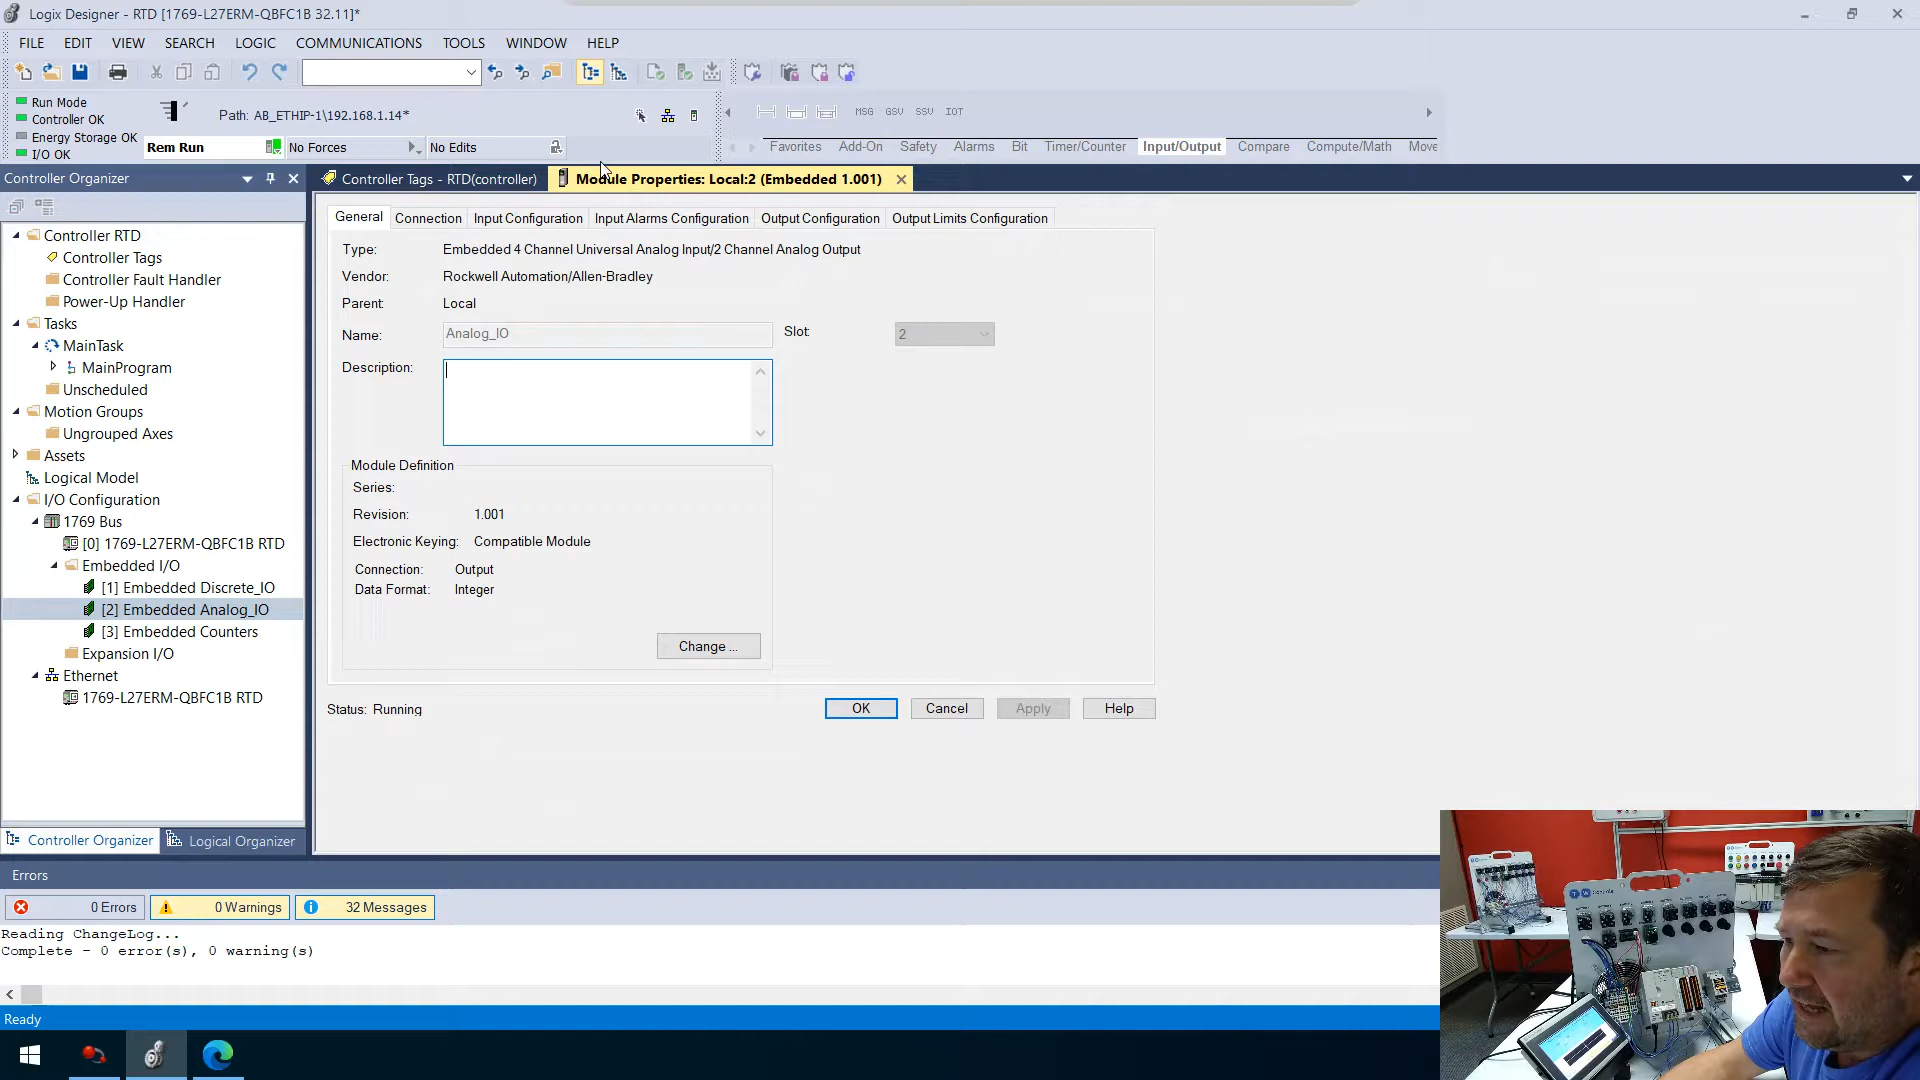 Logix Designer - RTD [1769-L27ERM-QBFC1B 32.11]*
FILE EDIT VIEW SEARCH LOGIC COMMUNICATIONS TOOLS WINDOW HELP
Run Mode
Controller OK
Energy Storage OK
I/O OK
Path: AB_ETHIP-1\192.168.1.14*
Rem Run No Forces No Edits
MSG GSV SSV IOT
Favorites Add-On Safety Alarms Bit Timer/Counter Input/Output Compare Compute/Math Move
Controller Organizer
Controller Tags - RTD(controller) Module Properties: Local:2 (Embedded 1.001)
Controller RTD
Controller Tags
Controller Fault Handler
Power-Up Handler
Tasks
MainTask
MainProgram
Unscheduled
Motion Groups
Ungrouped Axes
Assets
Logical Model
I/O Configuration
1769 Bus
[0] 1769-L27ERM-QBFC1B RTD
Embedded I/O
[1] Embedded Discrete_IO
[2] Embedded Analog_IO
[3] Embedded Counters
Expansion I/O
Ethernet
1769-L27ERM-QBFC1B RTD
Controller Organizer Logical Organizer
General Connection Input Configuration Input Alarms Configuration Output Configuration Output Limits Configuration
Type: Embedded 4 Channel Universal Analog Input/2 Channel Analog Output
Vendor: Rockwell Automation/Allen-Bradley
Parent: Local
Name: Analog_IO Slot: 2
Description:
Module Definition
Series:
Revision: 1.001
Electronic Keying: Compatible Module
Connection: Output
Data Format: Integer
Change ...
Status: Running OK Cancel Apply Help
Errors
0 Errors 0 Warnings 32 Messages
Reading ChangeLog...
Complete - 0 error(s), 0 warning(s)
Ready